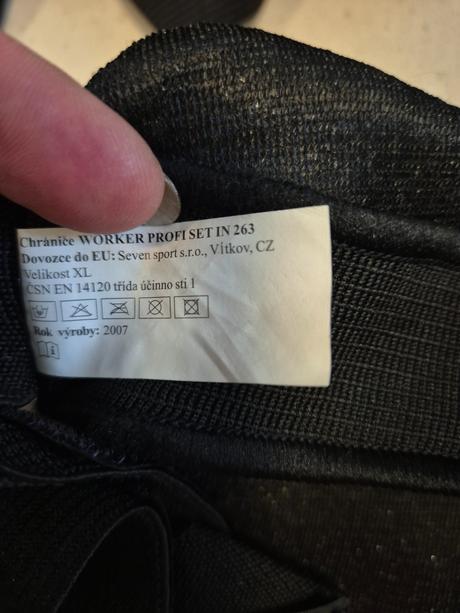 Chrániče WORKER PROFI SET IN 263
Dovozce do EU: Seven sport s.r.o., Vítkov, CZ
Velikost XL
ČSN EN 14120 třída účinno sti 1
Rok výroby: 2007